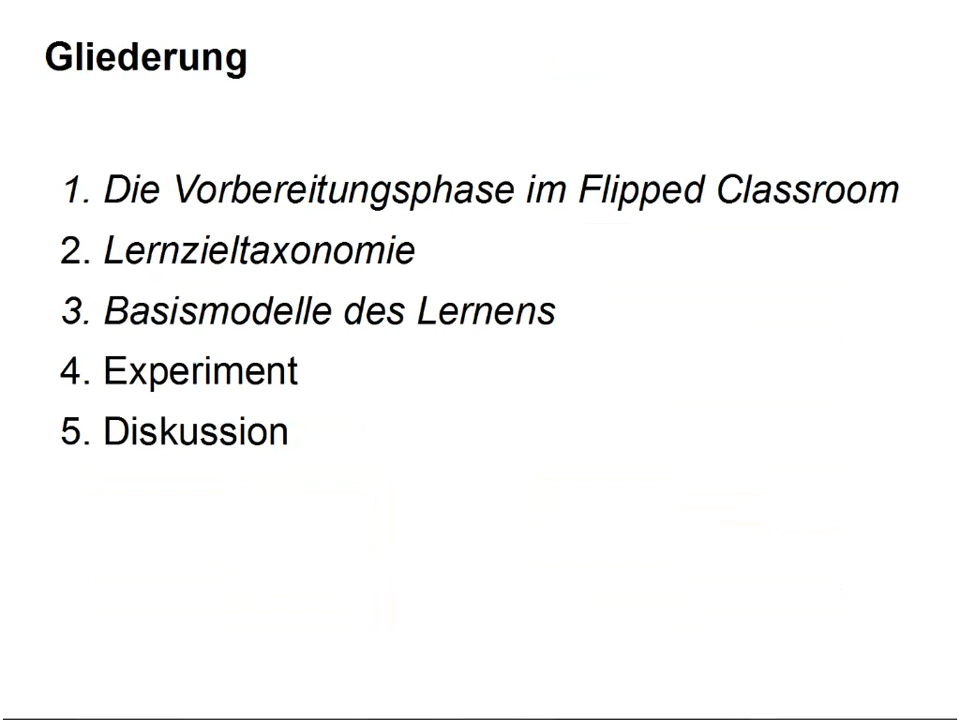 Gliederung
1. Die Vorbereitungsphase im Flipped Classroom
2. Lernzieltaxonomie
3. Basismodelle des Lernens
4. Experiment
5. Diskussion